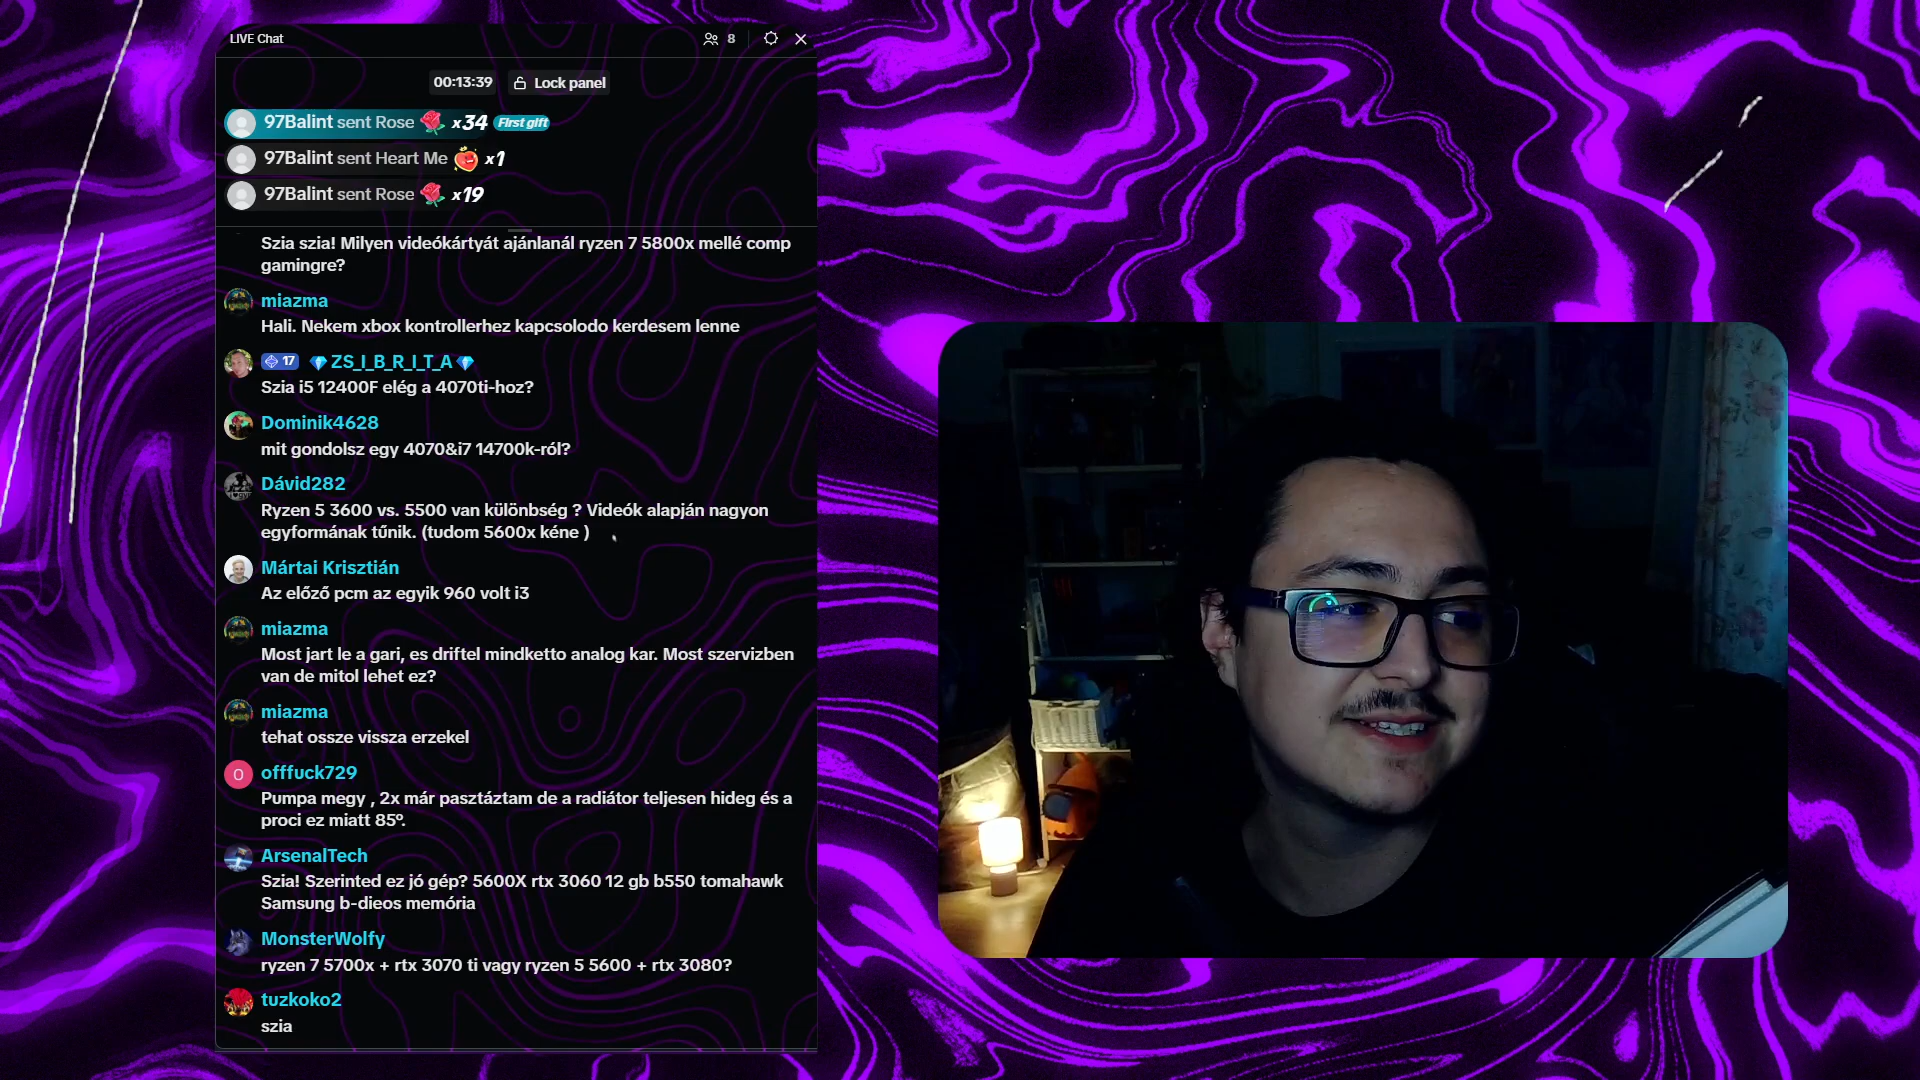 LIVE Chat
8
00:13:39
Lock panel
97Balint sent Rose x34 First gift
97Balint sent Heart Me x1
97Balint sent Rose x19
Szia szia! Milyen videókártyát ajánlanál ryzen 7 5800x mellé comp
gamingre?
miazma
Hali. Nekem xbox kontrollerhez kapcsolodo kerdesem lenne
17 💎ZS_I_B_R_I_T_A💎
Szia i5 12400F elég a 4070ti-hoz?
Dominik4628
mit gondolsz egy 4070&i7 14700k-ról?
Dávid282
Ryzen 5 3600 vs. 5500 van különbség ? Videók alapján nagyon
egyformának tűnik. (tudom 5600x kéne )
Mártai Krisztián
Az előző pcm az egyik 960 volt i3
miazma
Most jart le a gari, es driftel mindketto analog kar. Most szervizben
van de mitol lehet ez?
miazma
tehat ossze vissza erzekel
O
offfuck729
Pumpa megy , 2x már pasztáztam de a radiátor teljesen hideg és a
proci ez miatt 85º.
ArsenalTech
Szia! Szerinted ez jó gép? 5600X rtx 3060 12 gb b550 tomahawk
Samsung b-dieos memória
MonsterWolfy
ryzen 7 5700x + rtx 3070 ti vagy ryzen 5 5600 + rtx 3080?
tuzkoko2
szia